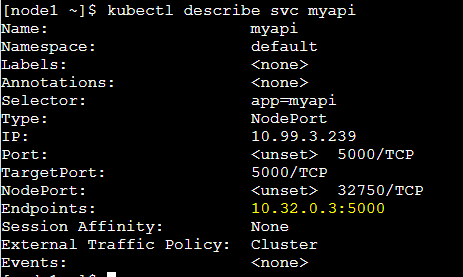 [node1 ~]$ kubectl describe svc myapi
Name: myapi
Namespace: default
Labels: <none>
Annotations: <none>
Selector: app=myapi
Type: NodePort
IP: 10.99.3.239
Port: <unset> 5000/TCP
TargetPort: 5000/TCP
NodePort: <unset> 32750/TCP
Endpoints: 10.32.0.3:5000
Session Affinity: None
External Traffic Policy: Cluster
Events: <none>
[node1 ~]$